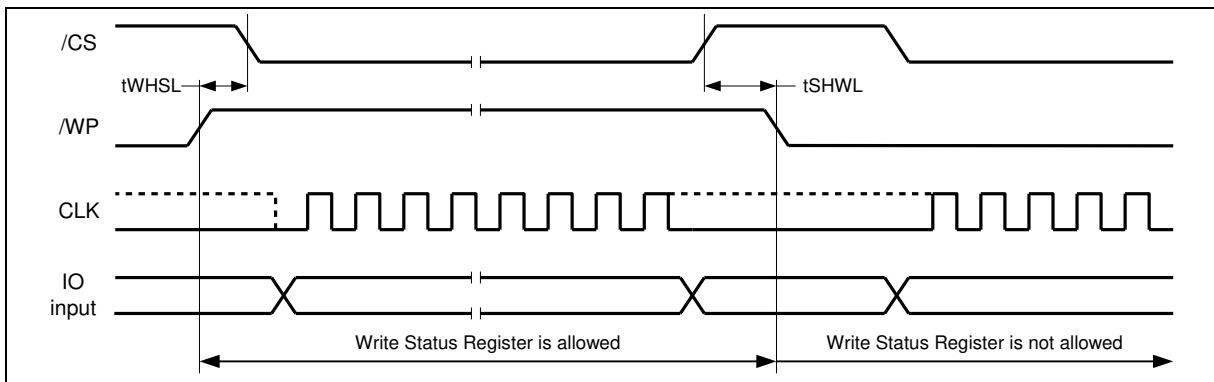 /CS
tWHSL
tSHWL
/WP
CLK
IO
input
Write Status Register is allowed
Write Status Register is not allowed